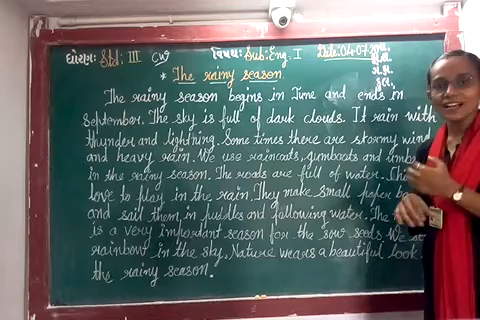 ધોરણ: Std: III CW વિષય: Sub: Eng. I Date: 04-07-20
* The rainy season.
The rainy season begins in June and ends in
September. The sky is full of dark clouds. It rain with
thunder and lightning. Some times there are stormy wind
and heavy rain. We use raincoats, gumboots and
in the rainy season. The roads are full of water.
love to play in the rain. They make small paper
and sail them, in puddles and following water. The
is a very important season for the sow seeds. We
rainbow in the sky. Nature wears a beautiful look
the rainy season.